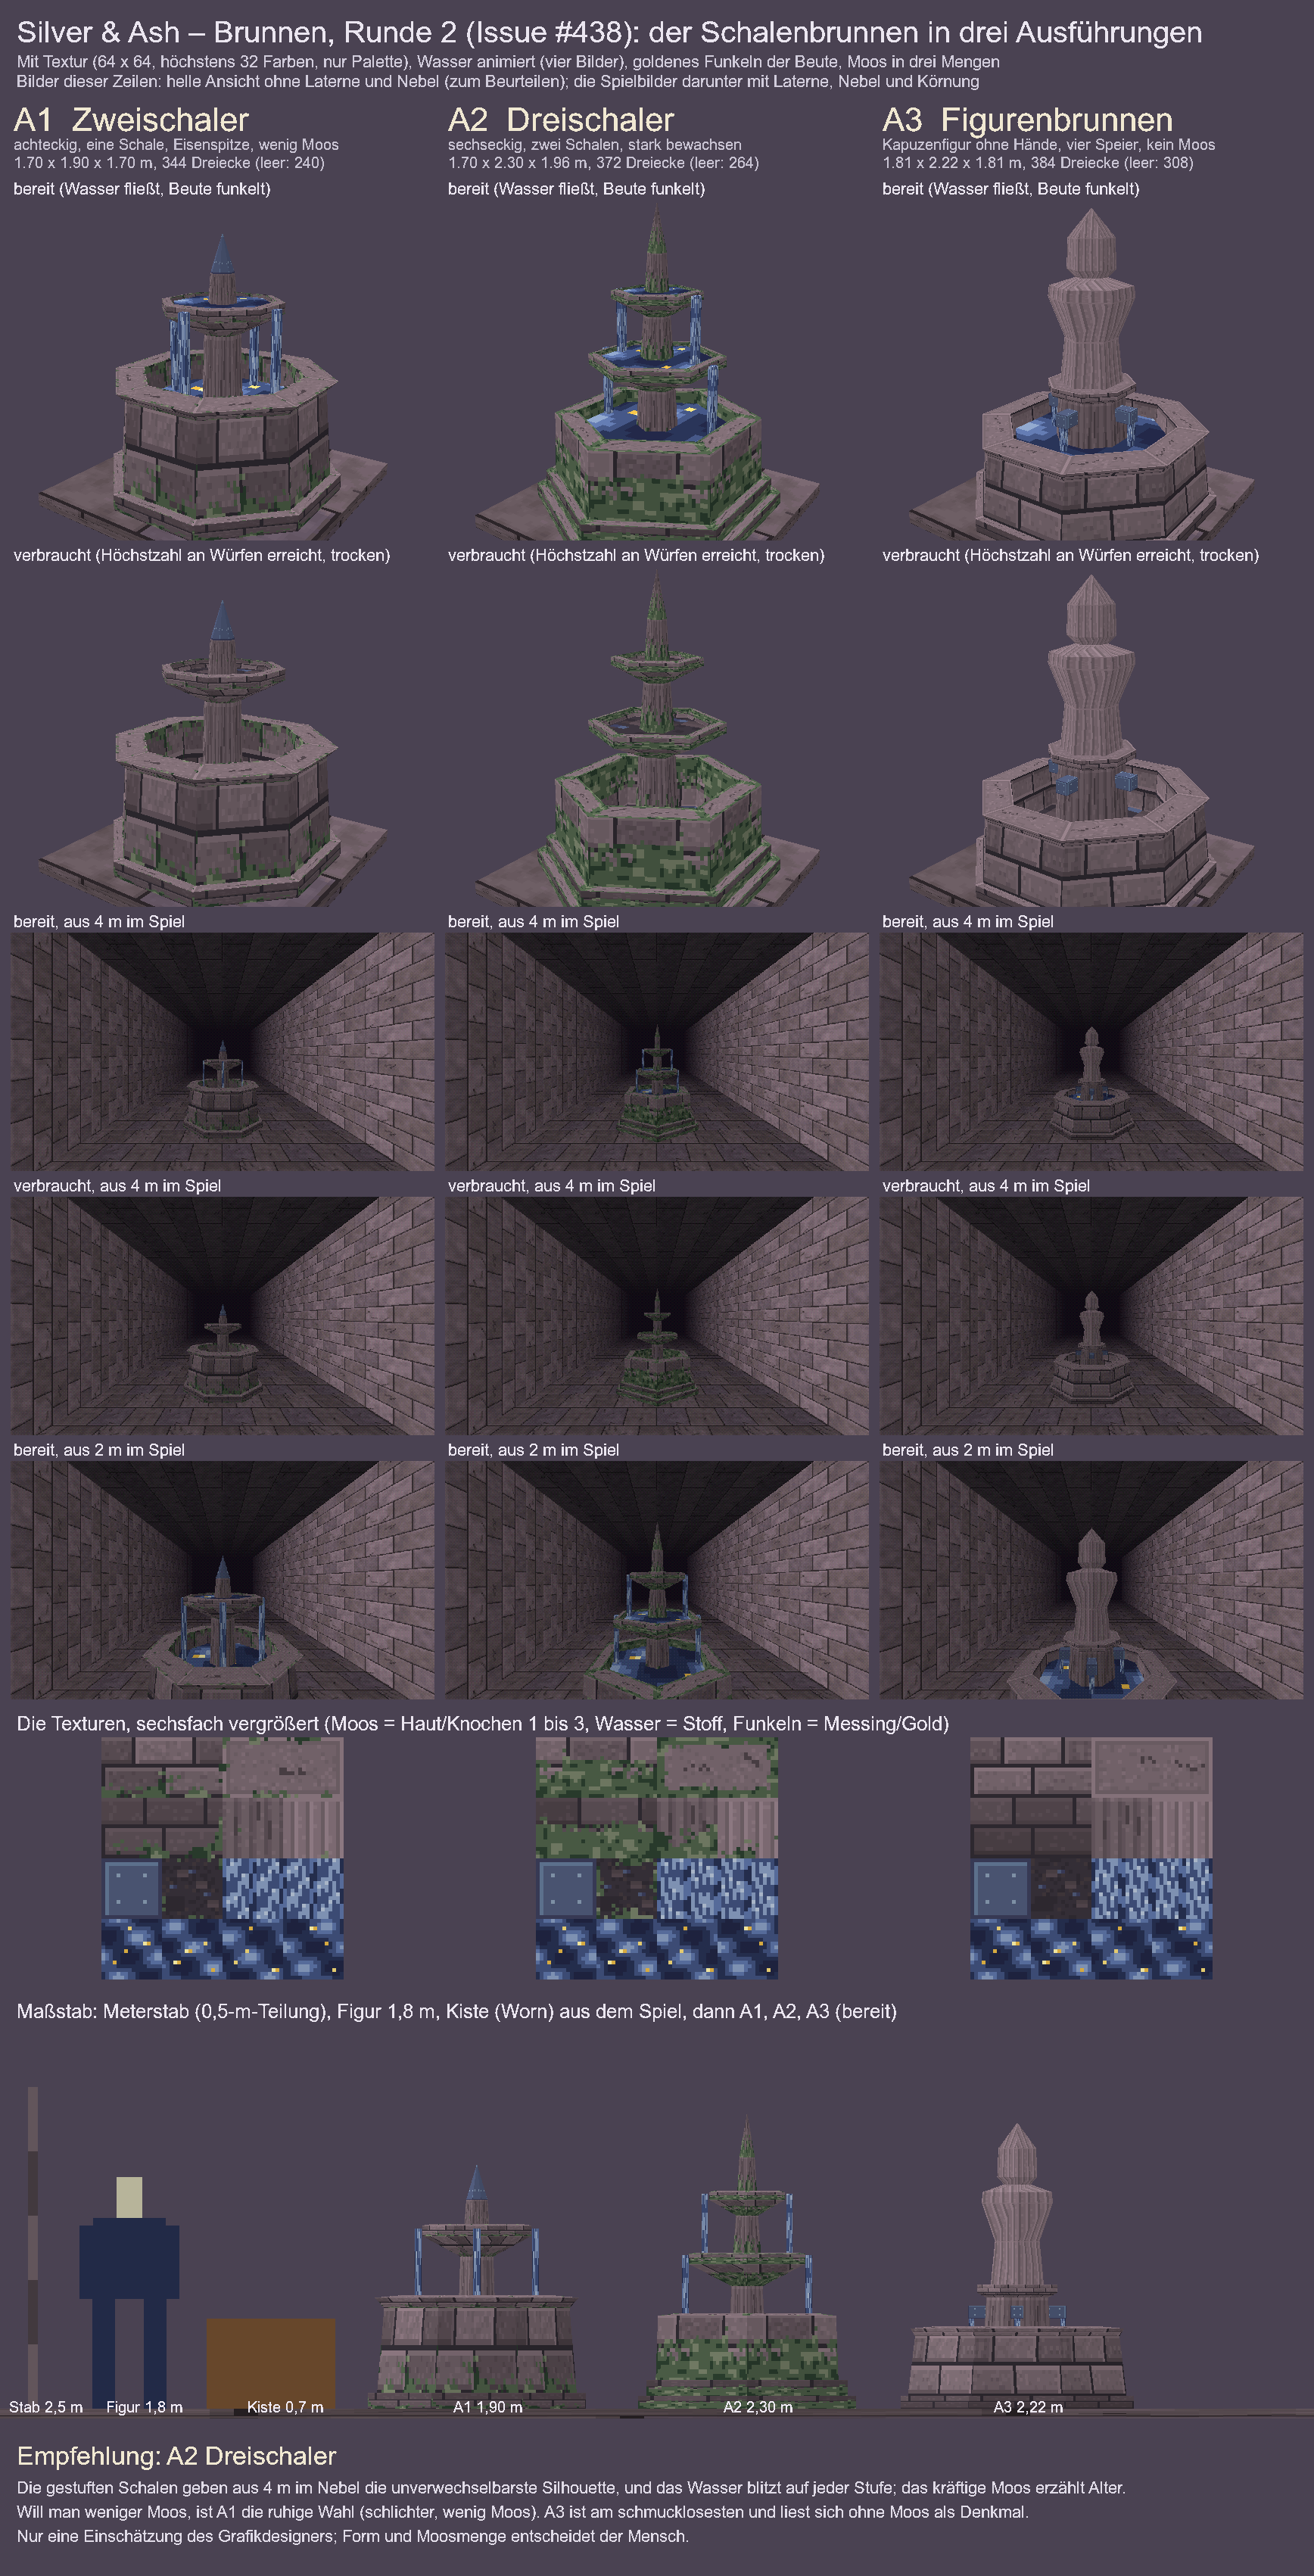 Silver & Ash – Brunnen, Runde 2 (Issue #438): der Schalenbrunnen in drei Ausführungen
Mit Textur (64 x 64, höchstens 32 Farben, nur Palette), Wasser animiert (vier Bilder), goldenes Funkeln der Beute, Moos in drei Mengen
Bilder dieser Zeilen: helle Ansicht ohne Laterne und Nebel (zum Beurteilen); die Spielbilder darunter mit Laterne, Nebel und Körnung
A1 Zweischaler
achteckig, eine Schale, Eisenspitze, wenig Moos
1.70 x 1.90 x 1.70 m, 344 Dreiecke (leer: 240)
bereit (Wasser fließt, Beute funkelt)
A2 Dreischaler
sechseckig, zwei Schalen, stark bewachsen
1.70 x 2.30 x 1.96 m, 372 Dreiecke (leer: 264)
bereit (Wasser fließt, Beute funkelt)
A3 Figurenbrunnen
Kapuzenfigur ohne Hände, vier Speier, kein Moos
1.81 x 2.22 x 1.81 m, 384 Dreiecke (leer: 308)
bereit (Wasser fließt, Beute funkelt)
verbraucht (Höchstzahl an Würfen erreicht, trocken)
verbraucht (Höchstzahl an Würfen erreicht, trocken)
verbraucht (Höchstzahl an Würfen erreicht, trocken)
bereit, aus 4 m im Spiel
bereit, aus 4 m im Spiel
bereit, aus 4 m im Spiel
verbraucht, aus 4 m im Spiel
verbraucht, aus 4 m im Spiel
verbraucht, aus 4 m im Spiel
bereit, aus 2 m im Spiel
bereit, aus 2 m im Spiel
bereit, aus 2 m im Spiel
Die Texturen, sechsfach vergrößert (Moos = Haut/Knochen 1 bis 3, Wasser = Stoff, Funkeln = Messing/Gold)
Maßstab: Meterstab (0,5-m-Teilung), Figur 1,8 m, Kiste (Worn) aus dem Spiel, dann A1, A2, A3 (bereit)
Stab 2,5 m
Figur 1,8 m
Kiste 0,7 m
A1 1,90 m
A2 2,30 m
A3 2,22 m
Empfehlung: A2 Dreischaler
Die gestuften Schalen geben aus 4 m im Nebel die unverwechselbarste Silhouette, und das Wasser blitzt auf jeder Stufe; das kräftige Moos erzählt Alter.
Will man weniger Moos, ist A1 die ruhige Wahl (schlichter, wenig Moos). A3 ist am schmucklosesten und liest sich ohne Moos als Denkmal.
Nur eine Einschätzung des Grafikdesigners; Form und Moosmenge entscheidet der Mensch.